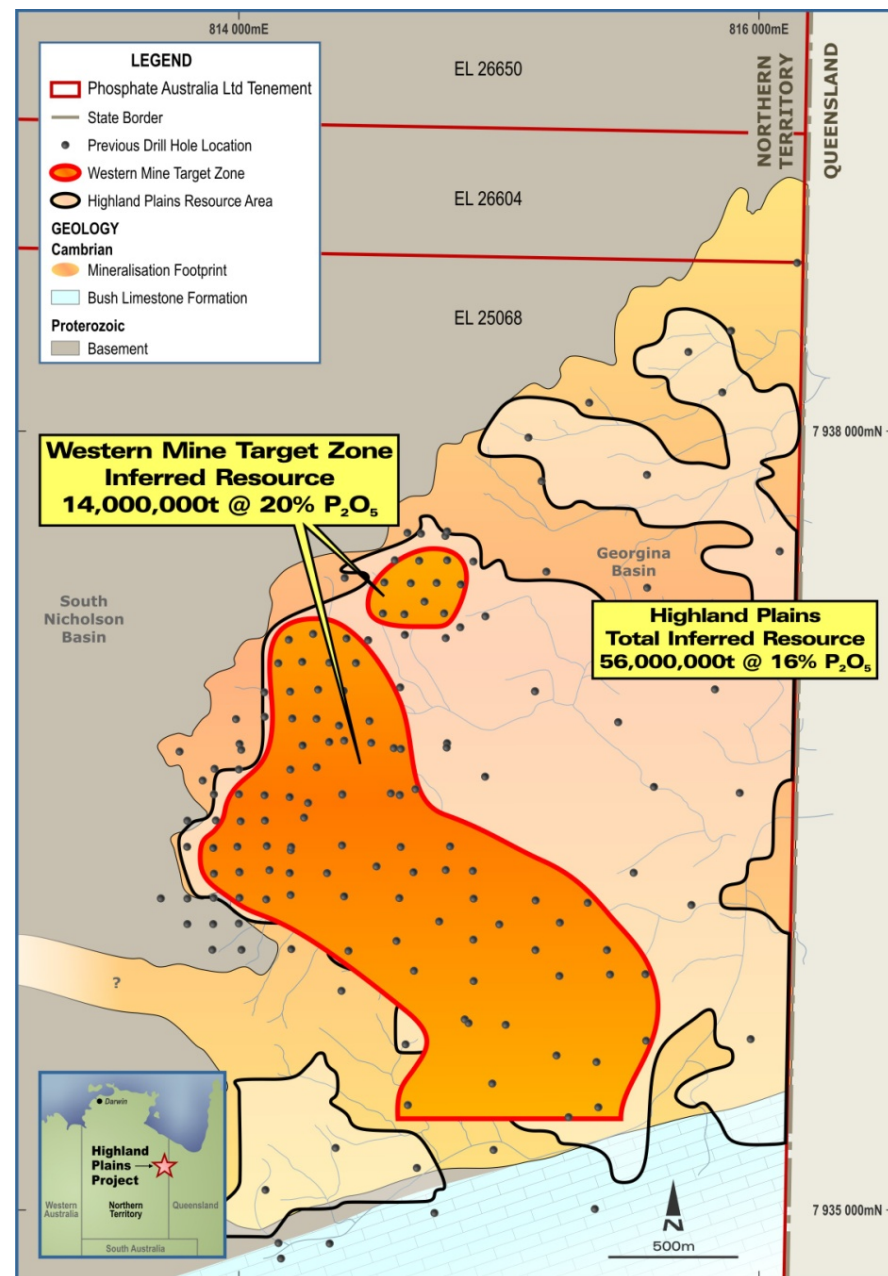 814 000mE
816 000mE
LEGEND
Phosphate Australia Ltd Tenement
State Border
Previous Drill Hole Location
Western Mine Target Zone
Highland Plains Resource Area
GEOLOGY
Cambrian
Mineralisation Footprint
Bush Limestone Formation
Proterozoic
Basement
EL 26650
NORTHERN
TERRITORY
QUEENSLAND
EL 26604
EL 25068
7 938 000mN
Western Mine Target Zone
Inferred Resource
14,000,000t @ 20% P₂O₅
Georgina
Basin
South
Nicholson
Basin
Highland Plains
Total Inferred Resource
56,000,000t @ 16% P₂O₅
?
Darwin
Highland
Plains
Project
Western
Australia
Northern
Territory
Queensland
South Australia
7 935 000mN
N
500m